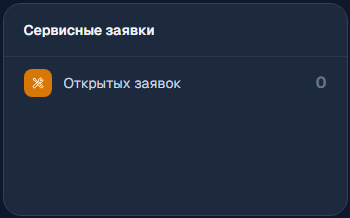 Сервисные заявки
Открытых заявок 0